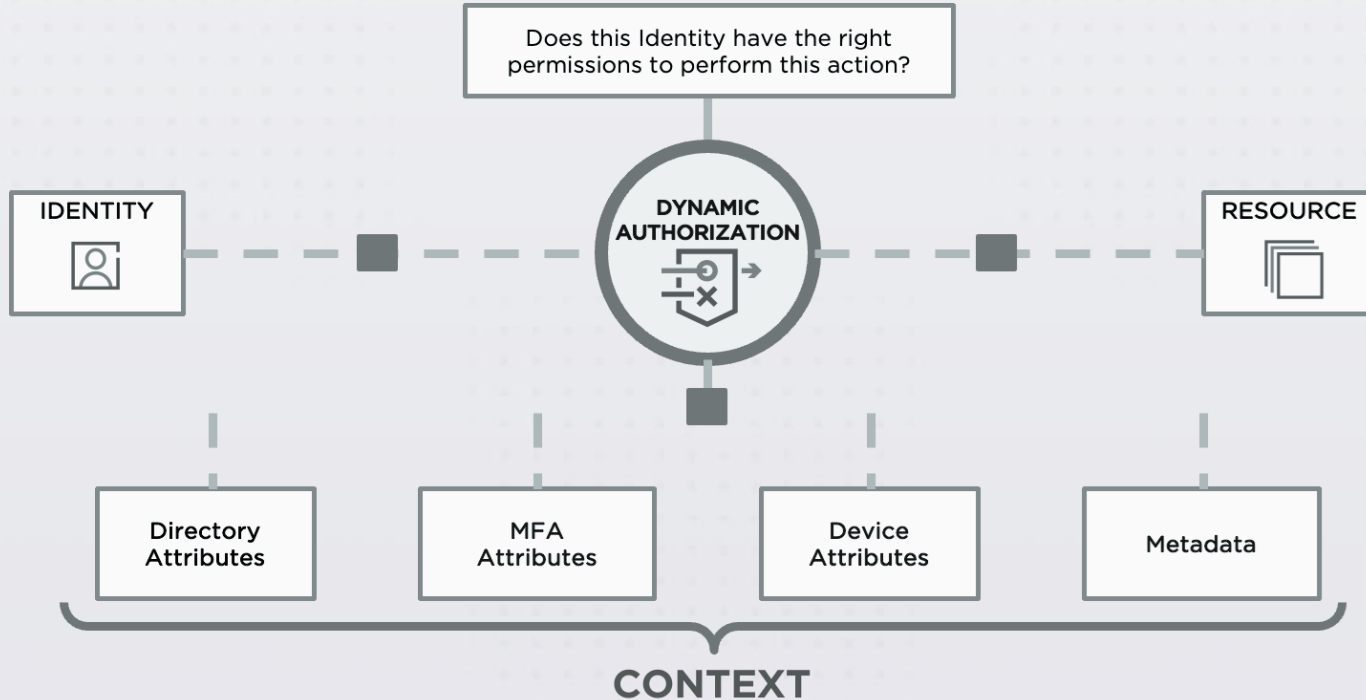 Does this Identity have the right
permissions to perform this action?
IDENTITY
DYNAMIC
AUTHORIZATION
RESOURCE
Directory
Attributes
MFA
Attributes
Device
Attributes
Metadata
CONTEXT